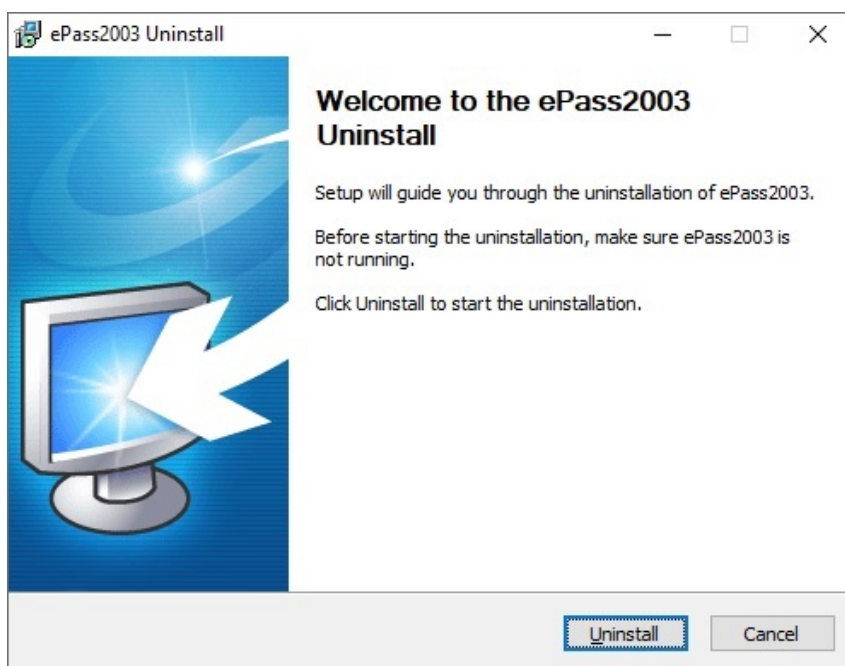 ePass2003 Uninstall
Welcome to the ePass2003
Uninstall
Setup will guide you through the uninstallation of ePass2003.
Before starting the uninstallation, make sure ePass2003 is
not running.
Click Uninstall to start the uninstallation.
Uninstall
Cancel